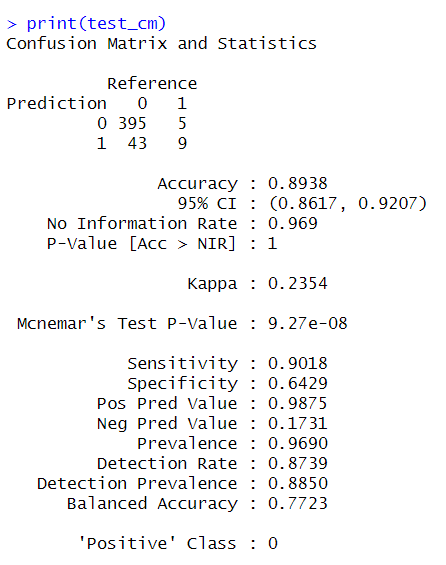 > print(test_cm)
Confusion Matrix and Statistics
Reference
Prediction 0 1
0 395 5
1 43 9
Accuracy : 0.8938
95% CI : (0.8617, 0.9207)
No Information Rate : 0.969
P-Value [Acc > NIR] : 1
Kappa : 0.2354
Mcnemar's Test P-Value : 9.27e-08
Sensitivity : 0.9018
Specificity : 0.6429
Pos Pred Value : 0.9875
Neg Pred Value : 0.1731
Prevalence : 0.9690
Detection Rate : 0.8739
Detection Prevalence : 0.8850
Balanced Accuracy : 0.7723
'Positive' Class : 0